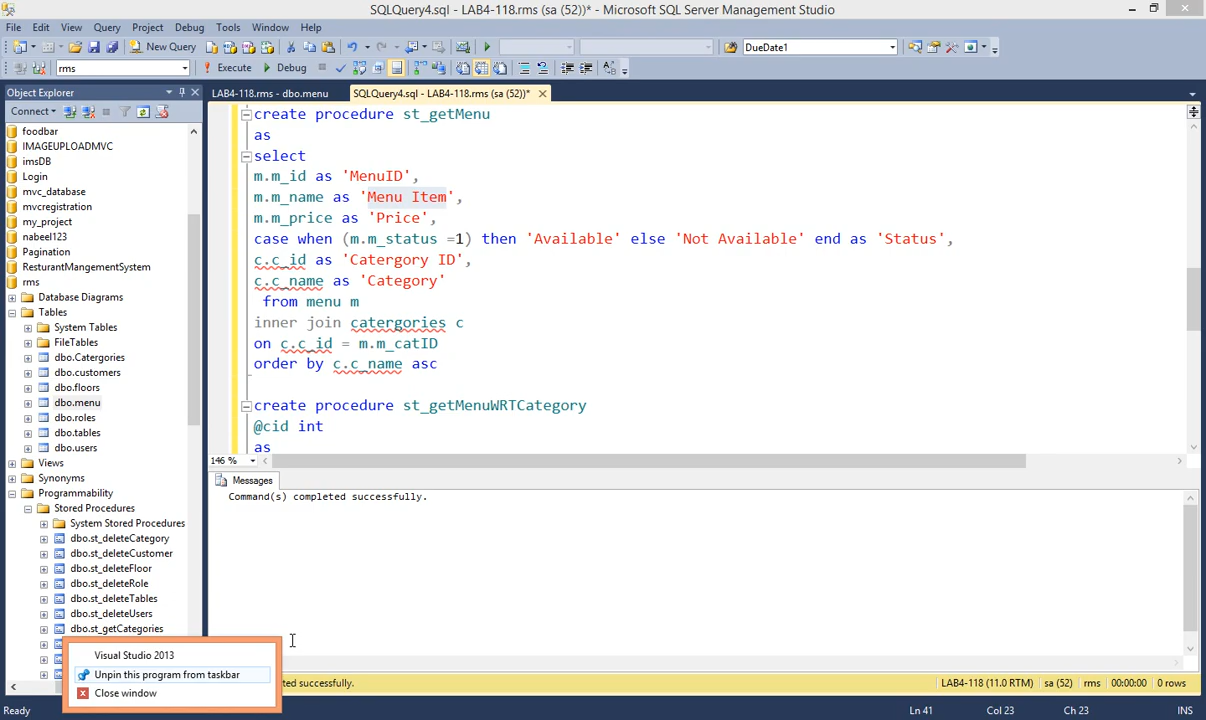 SQLQuery4.sql - LAB4-118.rms (sa (52))* - Microsoft SQL Server Management Studio
File Edit View Query Project Debug Tools Window Help
New Query DueDate1
rms Execute Debug
Object Explorer
LAB4-118.rms - dbo.menu SQLQuery4.sql - LAB4-118.rms (sa (52))*
Connect
foodbar
IMAGEUPLOADMVC
imsDB
Login
mvc_database
mvcregistration
my_project
nabeel123
Pagination
ResturantMangementSystem
rms
Database Diagrams
Tables
System Tables
FileTables
dbo.Catergories
dbo.customers
dbo.floors
dbo.menu
dbo.roles
dbo.tables
dbo.users
Views
Synonyms
Programmability
Stored Procedures
System Stored Procedures
dbo.st_deleteCategory
dbo.st_deleteCustomer
dbo.st_deleteFloor
dbo.st_deleteRole
dbo.st_deleteTables
dbo.st_deleteUsers
dbo.st_getCategories
create procedure st_getMenu
as
select
m.m_id as 'MenuID',
m.m_name as 'Menu Item',
m.m_price as 'Price',
case when (m.m_status =1) then 'Available' else 'Not Available' end as 'Status',
c.c_id as 'Catergory ID',
c.c_name as 'Category'
from menu m
inner join catergories c
on c.c_id = m.m_catID
order by c.c_name asc
create procedure st_getMenuWRTCategory
@cid int
as
146 %
Messages
Command(s) completed successfully.
Visual Studio 2013
Unpin this program from taskbar
Close window
ted successfully.
LAB4-118 (11.0 RTM) sa (52) rms 00:00:00 0 rows
Ready Ln 41 Col 23 Ch 23 INS